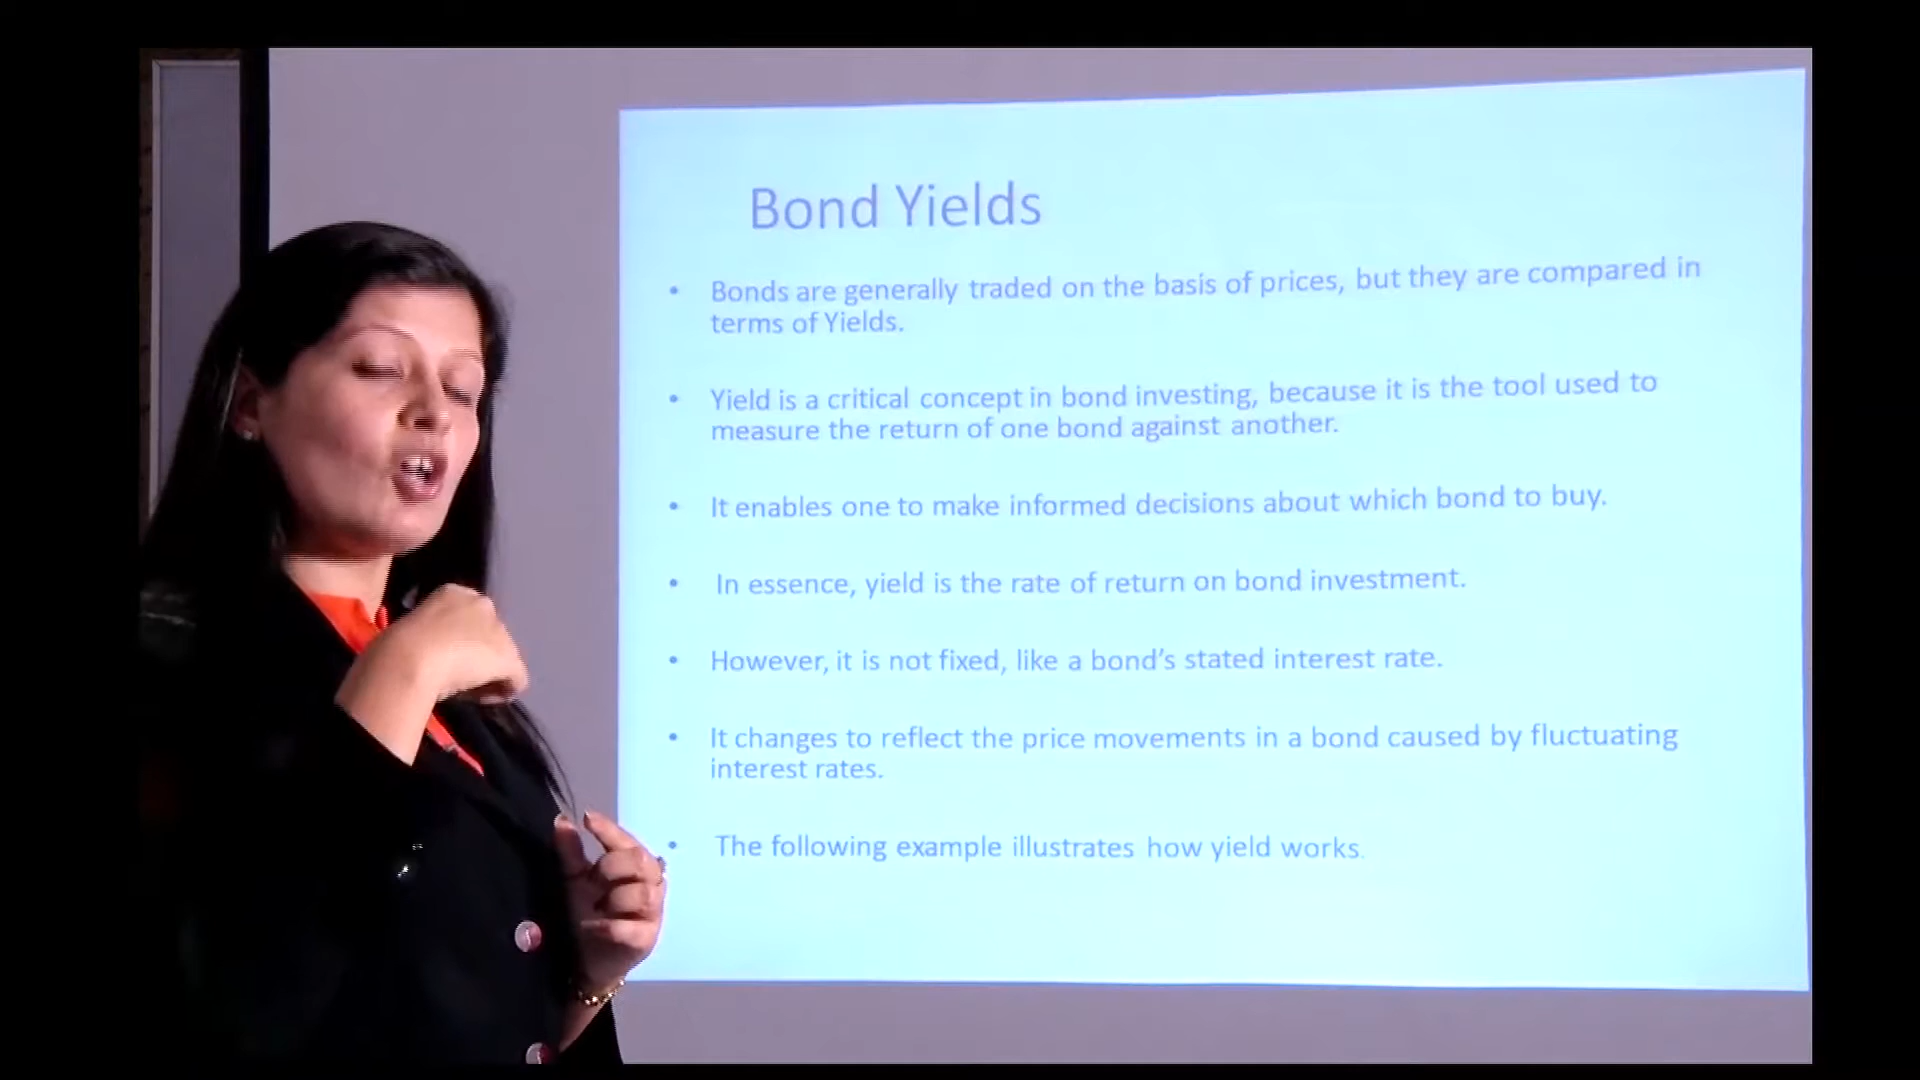 Bond Yields
Bonds are generally traded on the basis of prices, but they are compared in
terms of Yields.
Yield is a critical concept in bond investing, because it is the tool used to
measure the return of one bond against another.
It enables one to make informed decisions about which bond to buy.
In essence, yield is the rate of return on bond investment.
However, it is not fixed, like a bond’s stated interest rate.
It changes to reflect the price movements in a bond caused by fluctuating
interest rates.
The following example illustrates how yield works.